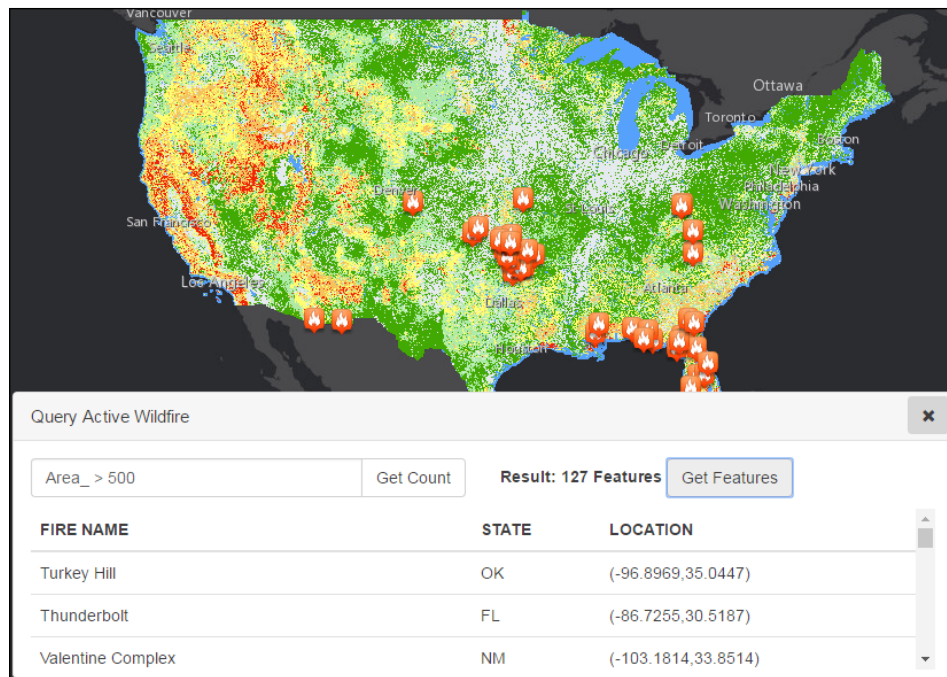 Vancouver
Seattle
Ottawa
Toronto
Boston
Chicago
Detroit
New York
Denver
Philadelphia
St. Louis
Washington
San Francisco
Los Angeles
Atlanta
Dallas
Houston
Query Active Wildfire
Area_ > 500 Get Count Result: 127 Features Get Features
FIRE NAME STATE LOCATION
Turkey Hill OK (-96.8969,35.0447)
Thunderbolt FL (-86.7255,30.5187)
Valentine Complex NM (-103.1814,33.8514)